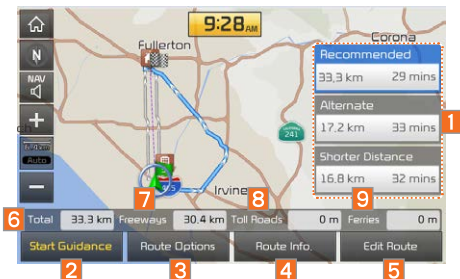 9:28 AM
Fullerton
Corona
N
NAV
Recommended
33.3 km 29 mins
Alternate
17.2 km 33 mins
Shorter Distance
16.8 km 32 mins
1
241
Auto
405
Irvine
7
8
9
6
Total 33.3 km Freeways 30.4 km Toll Roads 0 m Ferries 0 m
Start Guidance Route Options Route Info. Edit Route
2 3 4 5